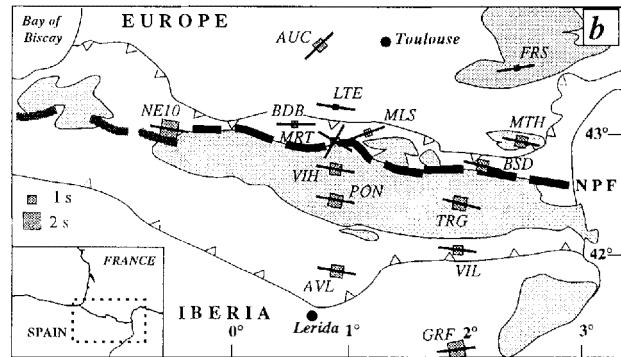 EUROPE
b
Bay of
Biscay
AUC
Toulouse
FRS
LTE
NE10
BDB
MLS
MTH
MRT
43
BSD
VIH
NPF
PON
1 s
TRG
2 s
42
VIL
FRANCE
AVL
IBERIA
SPAIN
Lerida
0°
1°
GRF
2°
3°